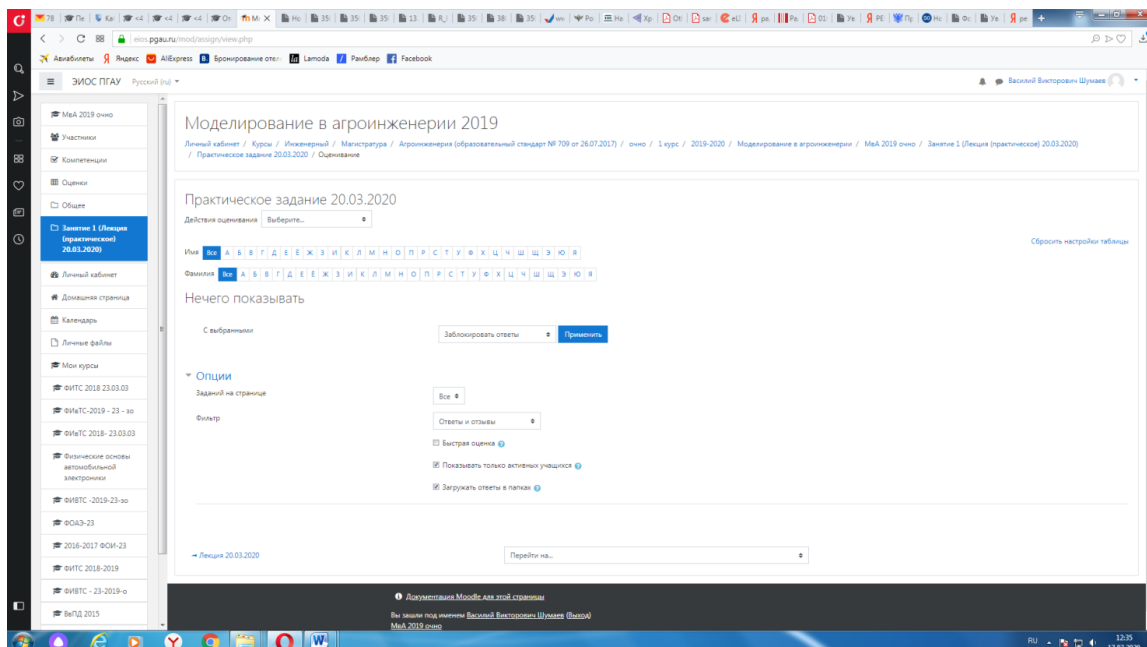 eios.pgau.ru/mod/assign/view.php
Авиабилеты Яндекс AliExpress Бронирование отел Lamoda Рамблер Facebook
ЭИОС ПГАУ Русский (ru)
Василий Викторович Шумаев
МвА 2019 очно
Участники
Компетенции
Оценки
Общее
Занятие 1 (Лекция
(практическое)
20.03.2020)
Личный кабинет
Домашняя страница
Календарь
Личные файлы
Мои курсы
ФИТС 2018 23.03.03
ФИвТС-2019 - 23 - зо
ФИвТС 2018- 23.03.03
Физические основы
автомобильной
электроники
ФИВТС -2019-23-зо
ФОАЭ-23
2016-2017 ФОИ-23
ФИТС 2018-2019
ФИВТС - 23-2019-о
ВвПД 2015
Моделирование в агроинженерии 2019
Личный кабинет / Курсы / Инженерный / Магистратура / Агроинженерия (образовательный стандарт № 709 от 26.07.2017) / очно / 1 курс / 2019-2020 / Моделирование в агроинженерии / МвА 2019 очно / Занятие 1 (Лекция (практическое) 20.03.2020)
/ Практическое задание 20.03.2020 / Оценивание
Практическое задание 20.03.2020
Действия оценивания Выберите...
Сбросить настройки таблицы
Имя Все А Б В Г Д Е Ё Ж З И К Л М Н О П Р С Т У Ф Х Ц Ч Ш Щ Э Ю Я
Фамилия Все А Б В Г Д Е Ё Ж З И К Л М Н О П Р С Т У Ф Х Ц Ч Ш Щ Э Ю Я
Нечего показывать
С выбранными Заблокировать ответы Применить
Опции
Заданий на странице Все
Фильтр Ответы и отзывы
Быстрая оценка
Показывать только активных учащихся
Загружать ответы в папках
→ Лекция 20.03.2020 Перейти на...
Документация Moodle для этой страницы
Вы зашли под именем Василий Викторович Шумаев (Выход)
МвА 2019 очно
RU 12:35